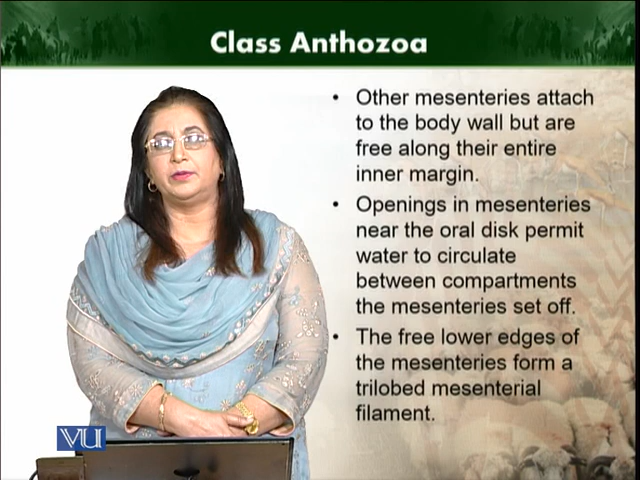 Class Anthozoa
• Other mesenteries attach
to the body wall but are
free along their entire
inner margin.
• Openings in mesenteries
near the oral disk permit
water to circulate
between compartments
the mesenteries set off.
• The free lower edges of
the mesenteries form a
trilobed mesenterial
filament.
VU